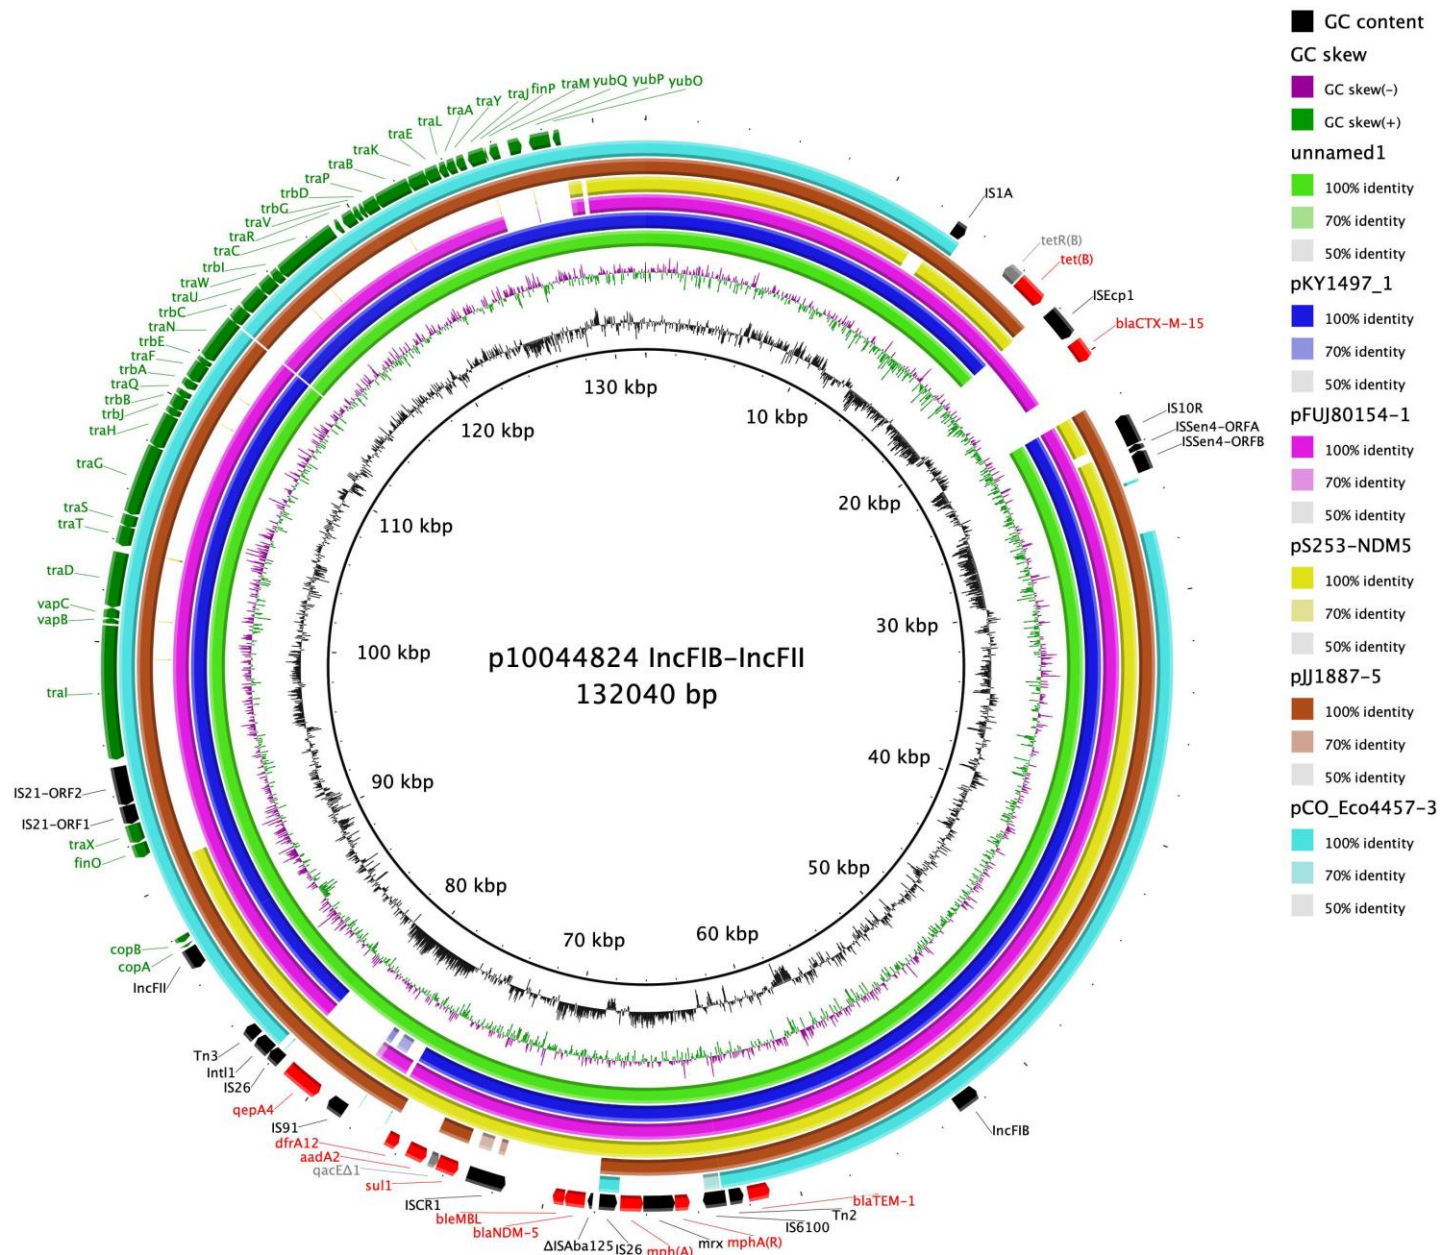 GC content
GC skew
GC skew(-)
GC skew(+)
unnamed1
100% identity
70% identity
50% identity
pKY1497_1
100% identity
70% identity
50% identity
pFUJ80154-1
100% identity
70% identity
50% identity
pS253-NDM5
100% identity
70% identity
50% identity
pJJ1887-5
100% identity
70% identity
50% identity
pCO_Eco4457-3
100% identity
70% identity
50% identity
p10044824 IncFIB-IncFII
132040 bp
10 kbp
20 kbp
30 kbp
40 kbp
50 kbp
60 kbp
70 kbp
80 kbp
90 kbp
100 kbp
110 kbp
120 kbp
130 kbp
IS1A
tetR(B)
tet(B)
ISEcp1
blaCTX-M-15
IS10R
ISSen4-ORFA
ISSen4-ORFB
IncFIB
blaTEM-1
Tn2
IS6100
mphA(R)
mrx
mph(A)
IS26
ΔISAba125
blaNDM-5
bleMBL
ISCR1
sul1
qacEΔ1
aadA2
dfrA12
IS91
qepA4
IS26
IntI1
Tn3
IncFII
copA
copB
finO
traX
IS21-ORF1
IS21-ORF2
traI
vapB
vapC
traD
traT
traS
traG
traH
trbJ
trbB
traQ
trbA
traF
trbE
traN
trbC
traU
traW
trbI
traC
traR
traV
trbG
trbD
traP
traB
traK
traE
traL
traA
traY
traJ
finP
traM
yubQ
yubP
yubO